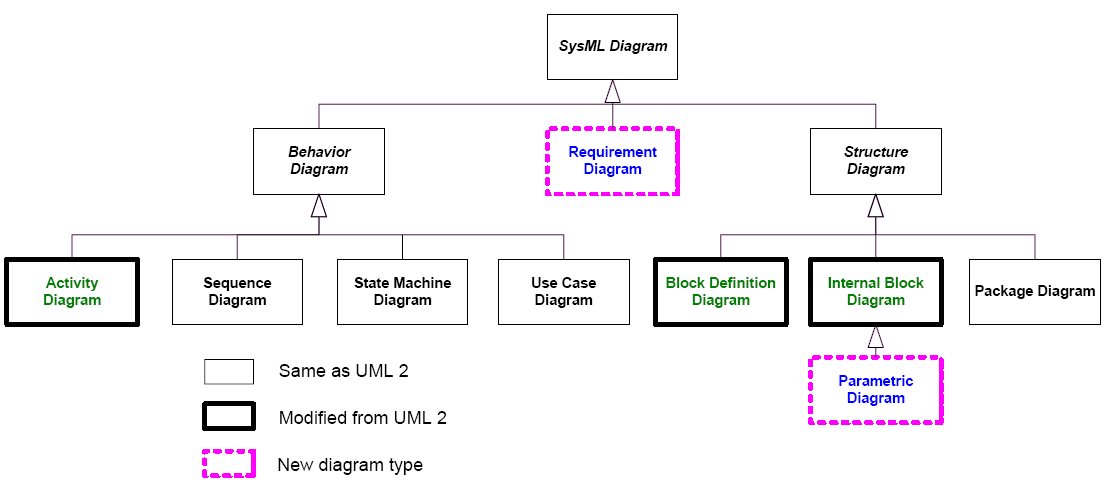 SysML Diagram
Behavior
Diagram
Requirement
Diagram
Structure
Diagram
Activity
Diagram
Sequence
Diagram
State Machine
Diagram
Use Case
Diagram
Block Definition
Diagram
Internal Block
Diagram
Package Diagram
Same as UML 2
Parametric
Diagram
Modified from UML 2
New diagram type